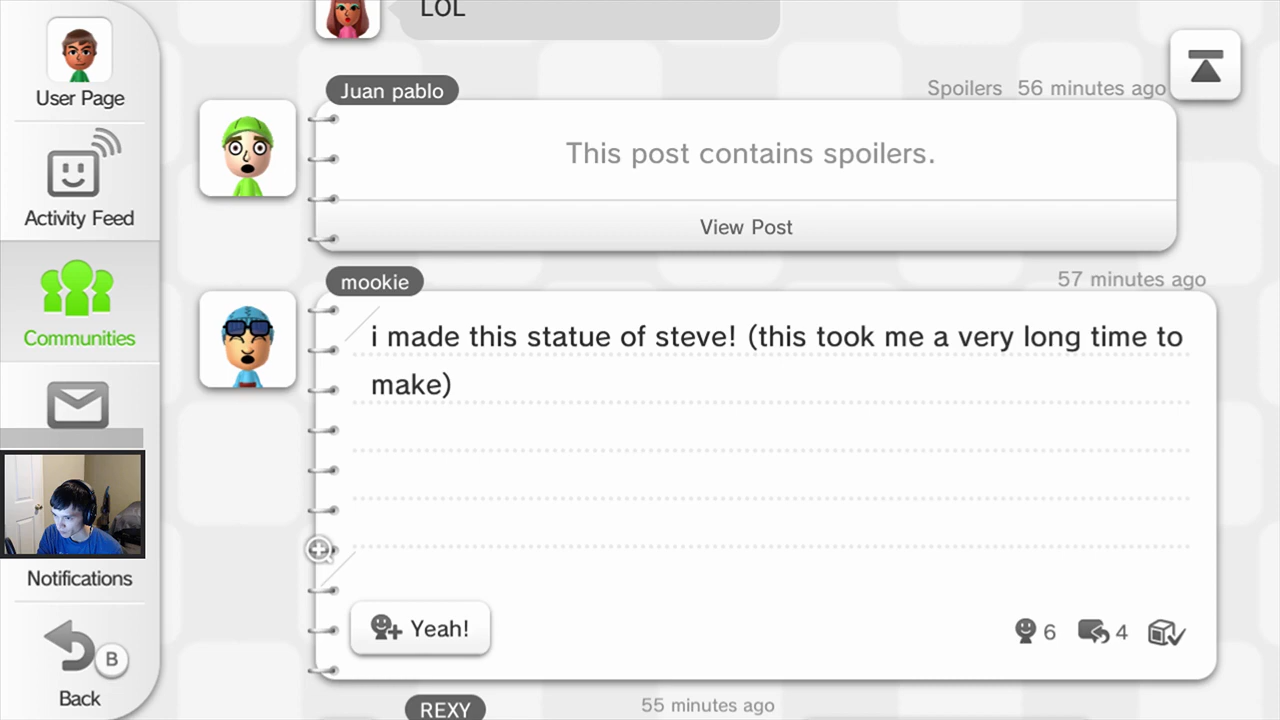 LOL
User Page
Juan pablo
Spoilers 56 minutes ago
This post contains spoilers.
View Post
Activity Feed
mookie
57 minutes ago
i made this statue of steve! (this took me a very long time to
make)
Communities
Notifications
Yeah!
6
4
B
Back
REXY
55 minutes ago